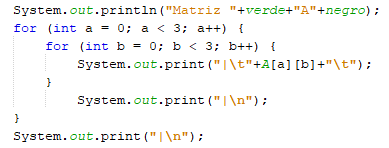 System.out.println("Matriz "+verde+"A"+negro);
for (int a = 0; a < 3; a++) {
for (int b = 0; b < 3; b++) {
System.out.print("|\t"+A[a][b]+"\t");
}
System.out.print("|\n");
}
System.out.print("|\n");